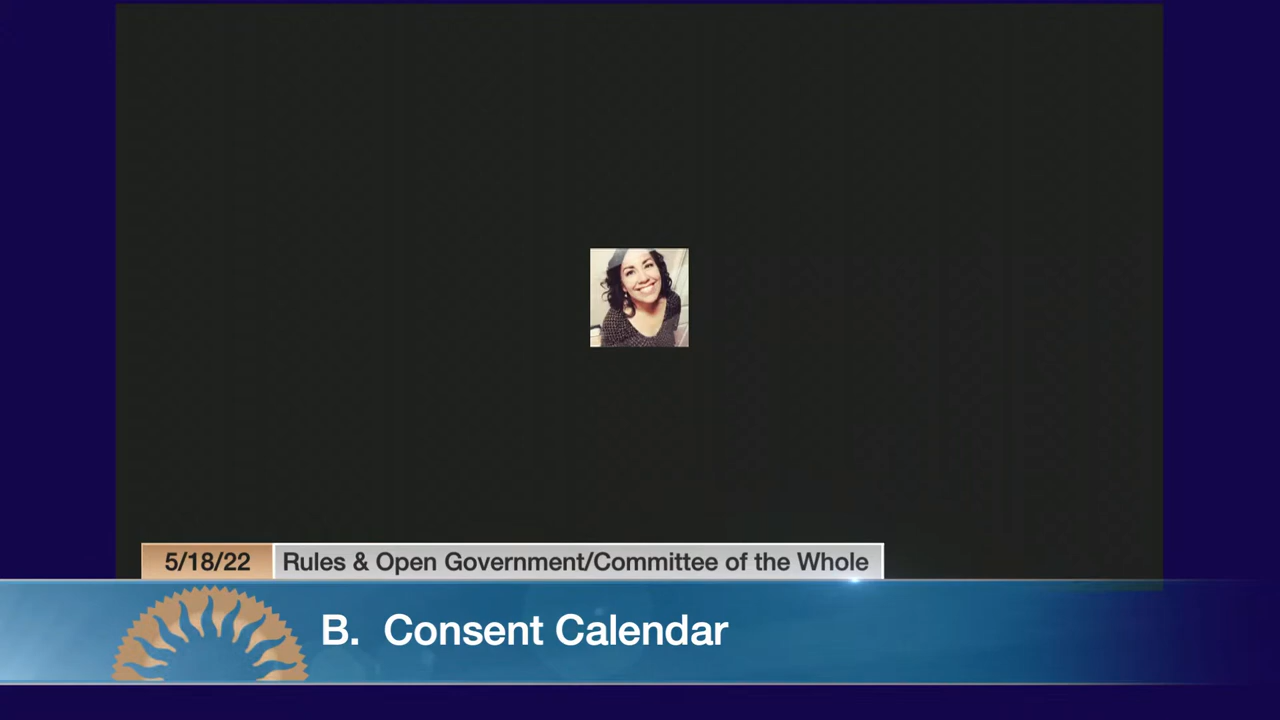 5/18/22
Rules & Open Government/Committee of the Whole
B. Consent Calendar